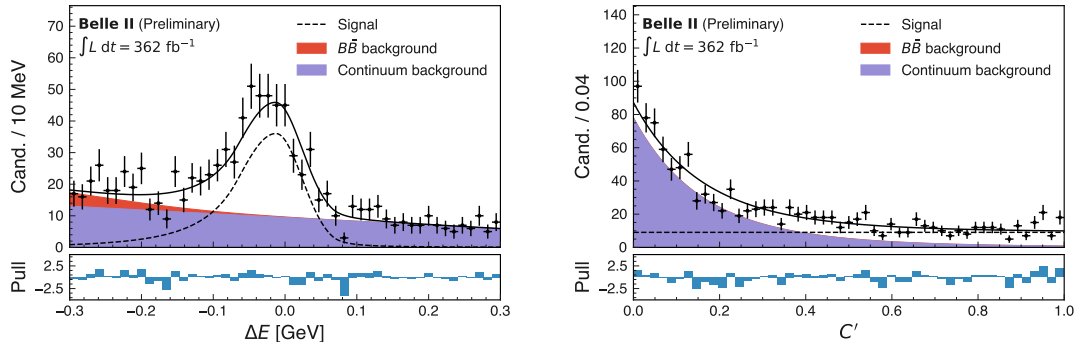 Belle II (Preliminary)
∫L dt = 362 fb⁻¹
Signal
BB̄ background
Continuum background
Cand. / 10 MeV
70
60
50
40
30
20
10
0
Pull
2.5
−2.5
−0.3 −0.2 −0.1 0.0 0.1 0.2 0.3
ΔE [GeV]
Belle II (Preliminary)
∫L dt = 362 fb⁻¹
Signal
BB̄ background
Continuum background
Cand. / 0.04
140
120
100
80
60
40
20
0
Pull
2.5
−2.5
0.0 0.2 0.4 0.6 0.8 1.0
C′